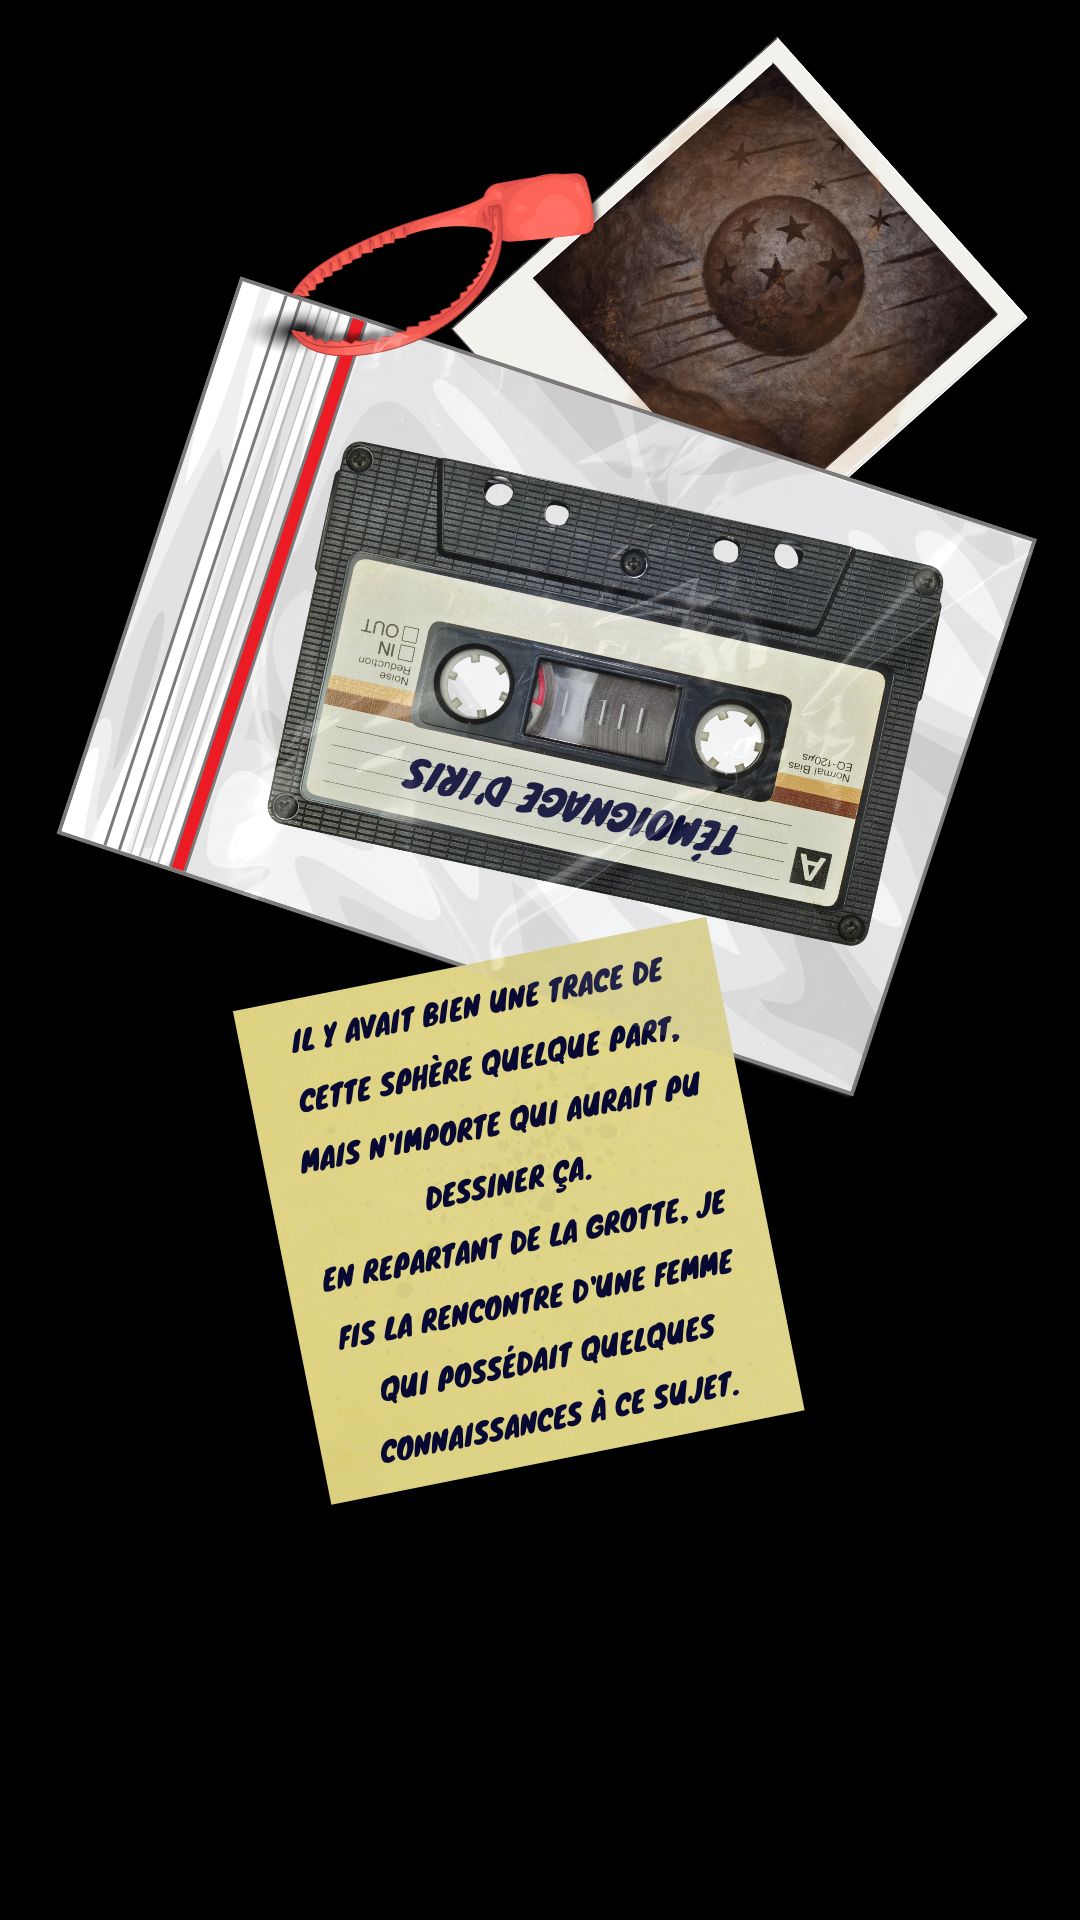 Noise
Reduction
IN
OUT
Normal Bias
EQ-120µs
TÉMOIGNAGE D'IRIS
A
IL Y AVAIT BIEN UNE TRACE DE
CETTE SPHÈRE QUELQUE PART,
MAIS N'IMPORTE QUI AURAIT PU
DESSINER ÇA.
EN REPARTANT DE LA GROTTE, JE
FIS LA RENCONTRE D'UNE FEMME
QUI POSSÉDAIT QUELQUES
CONNAISSANCES À CE SUJET.